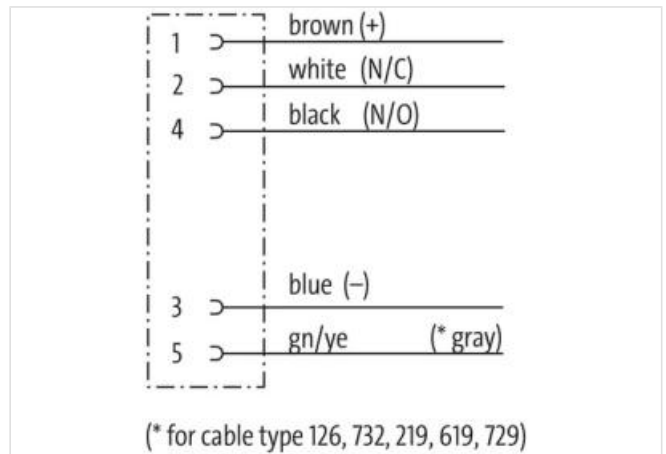 1 brown (+)
2 white (N/C)
4 black (N/O)
3 blue (–)
5 gn/ye (* gray)
(* for cable type 126, 732, 219, 619, 729)